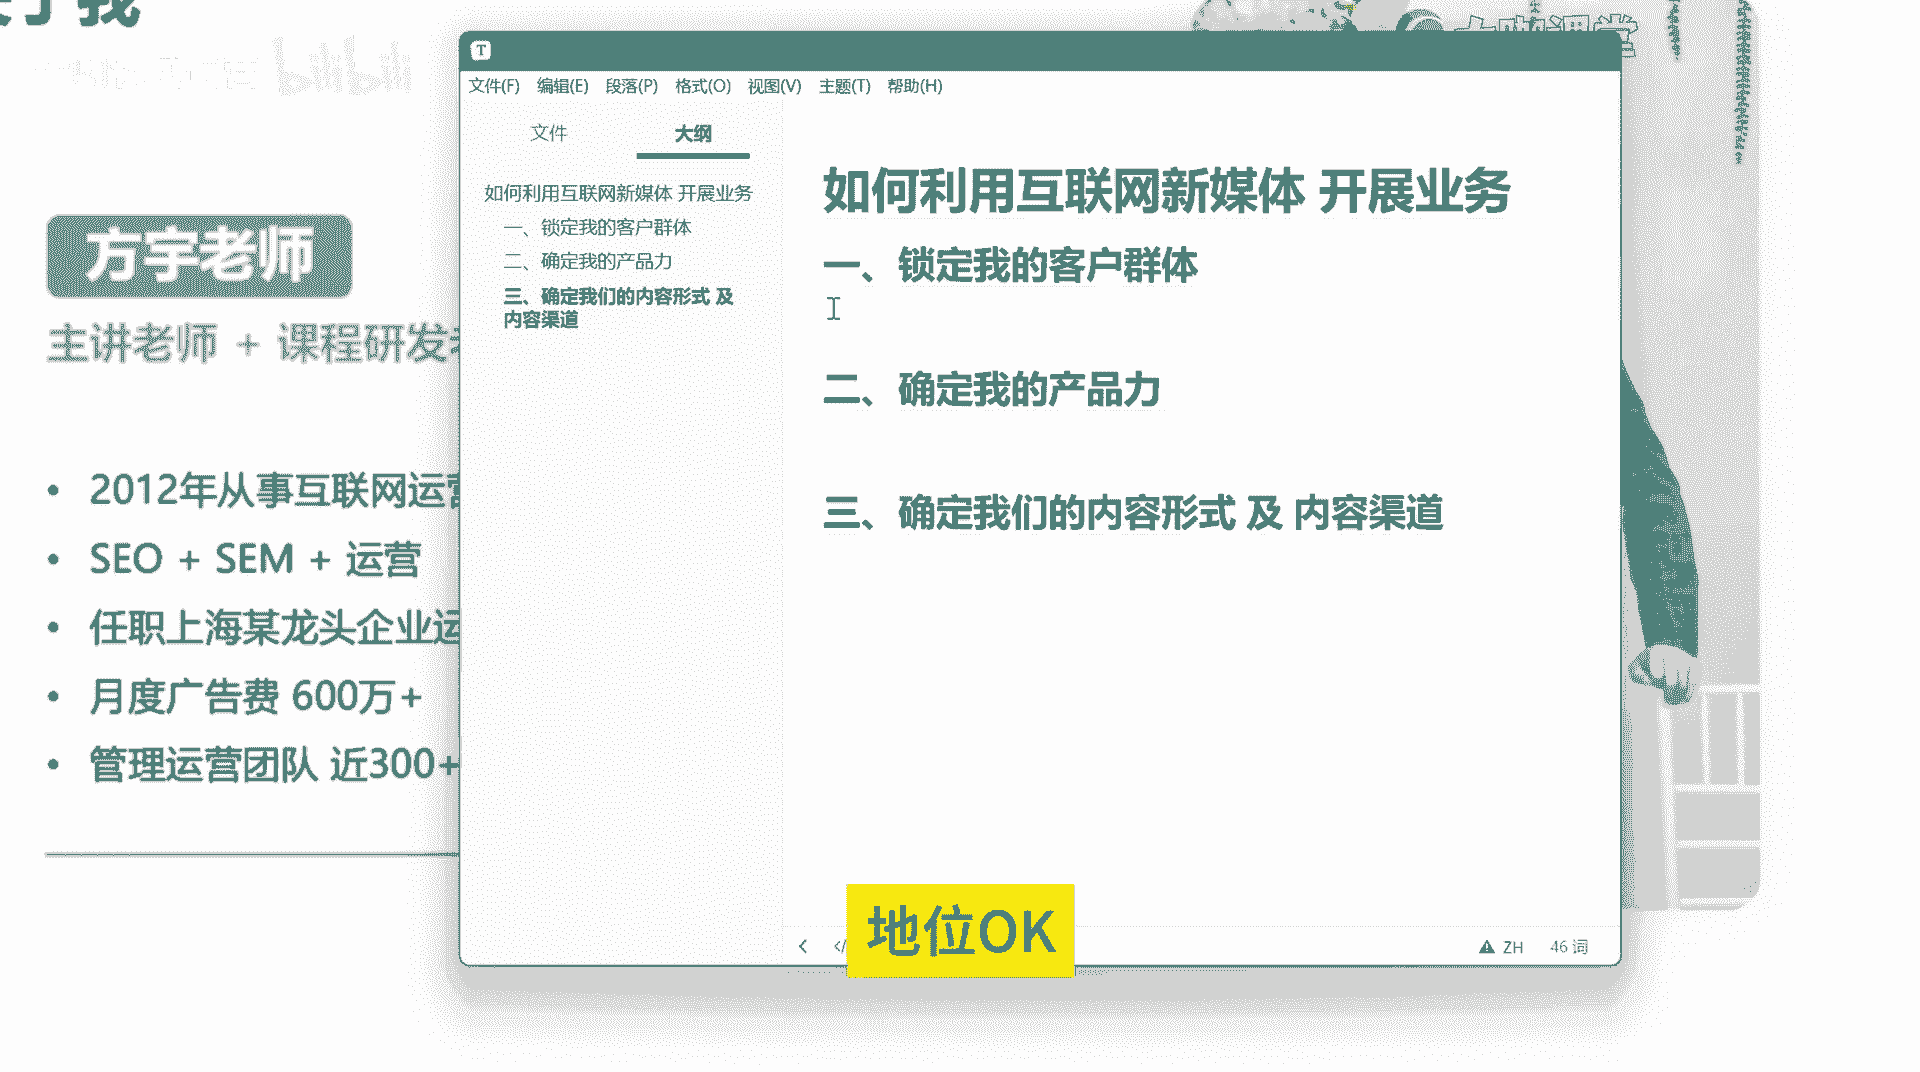 了我
bilibili
大咖课堂
方宇老师
主讲老师 + 课程研发
• 2012年从事互联网运营
• SEO + SEM + 运营
• 任职上海某龙头企业运
• 月度广告费 600万+
• 管理运营团队 近300+
T
文件(F) 编辑(E) 段落(P) 格式(O) 视图(V) 主题(T) 帮助(H)
文件 大纲
如何利用互联网新媒体 开展业务
一、锁定我的客户群体
二、确定我的产品力
三、确定我们的内容形式 及
内容渠道
如何利用互联网新媒体 开展业务
一、锁定我的客户群体
二、确定我的产品力
三、确定我们的内容形式 及 内容渠道
地位OK
ZH 46 词